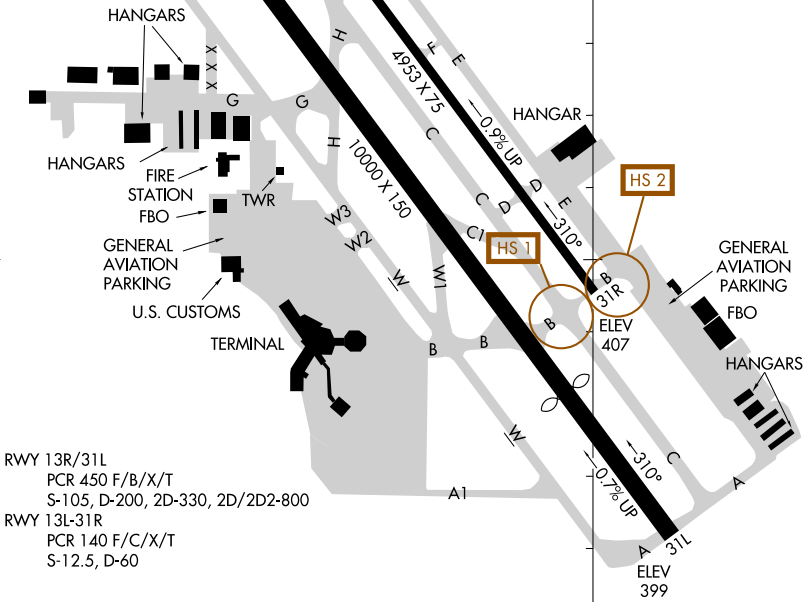 HANGARS
H
F
E
X
X
X
4953 X 75
G
G
C
0.9% UP
HANGAR
H
10000 X 150
HANGARS
FIRE
STATION
TWR
FBO
W3
W2
C
D
D
E
HS 2
310°
C1
HS 1
GENERAL
AVIATION
PARKING
GENERAL
AVIATION
PARKING
W
W1
B
31R
U.S. CUSTOMS
FBO
B
ELEV
407
TERMINAL
B
B
HANGARS
W
310°
C
0.7% UP
A
A1
RWY 13R/31L
PCR 450 F/B/X/T
S-105, D-200, 2D-330, 2D/2D2-800
RWY 13L-31R
PCR 140 F/C/X/T
S-12.5, D-60
A
31L
ELEV
399